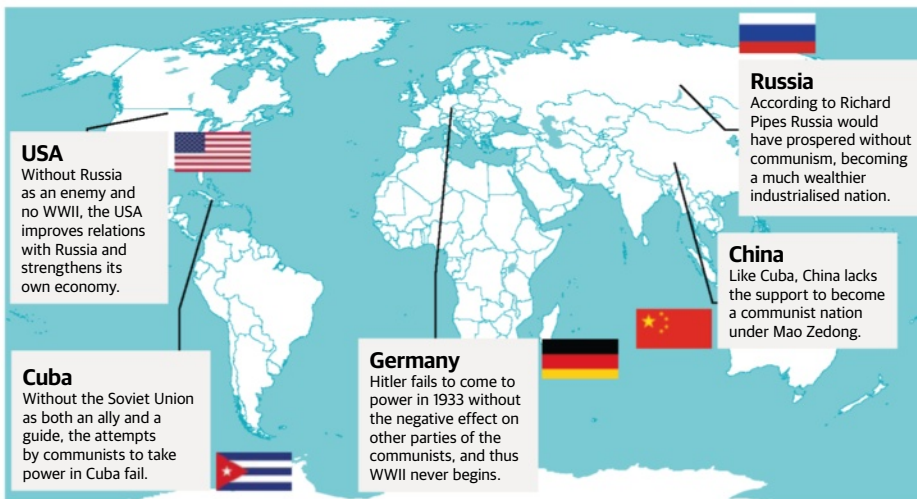 USA
Without Russia
as an enemy and
no WWII, the USA
improves relations
with Russia and
strengthens its
own economy.
Cuba
Without the Soviet Union
as both an ally and a
guide, the attempts
by communists to take
power in Cuba fail.
Germany
Hitler fails to come to
power in 1933 without
the negative effect on
other parties of the
communists, and thus
WWII never begins.
Russia
According to Richard
Pipes Russia would
have prospered without
communism, becoming
a much wealthier
industrialised nation.
China
Like Cuba, China lacks
the support to become
a communist nation
under Mao Zedong.